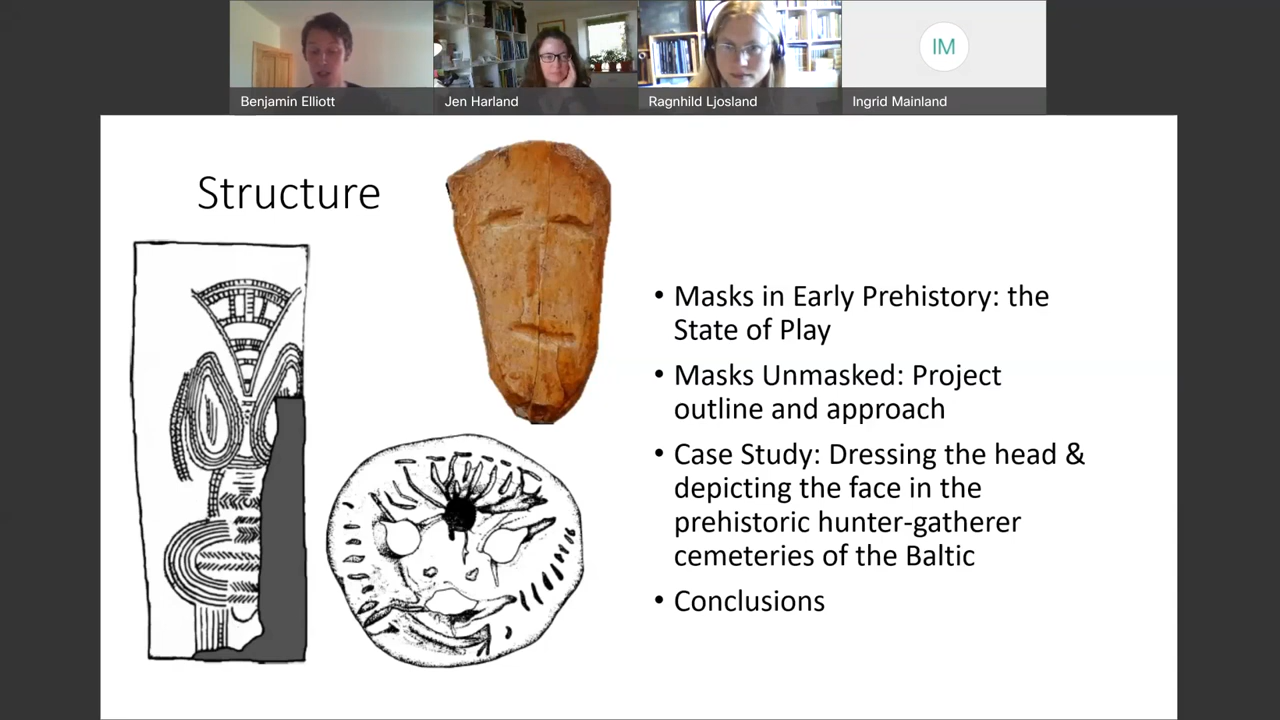 Benjamin Elliott
Jen Harland
Ragnhild Ljosland
IM
Ingrid Mainland
Structure
• Masks in Early Prehistory: the
State of Play
• Masks Unmasked: Project
outline and approach
• Case Study: Dressing the head &
depicting the face in the
prehistoric hunter-gatherer
cemeteries of the Baltic
• Conclusions